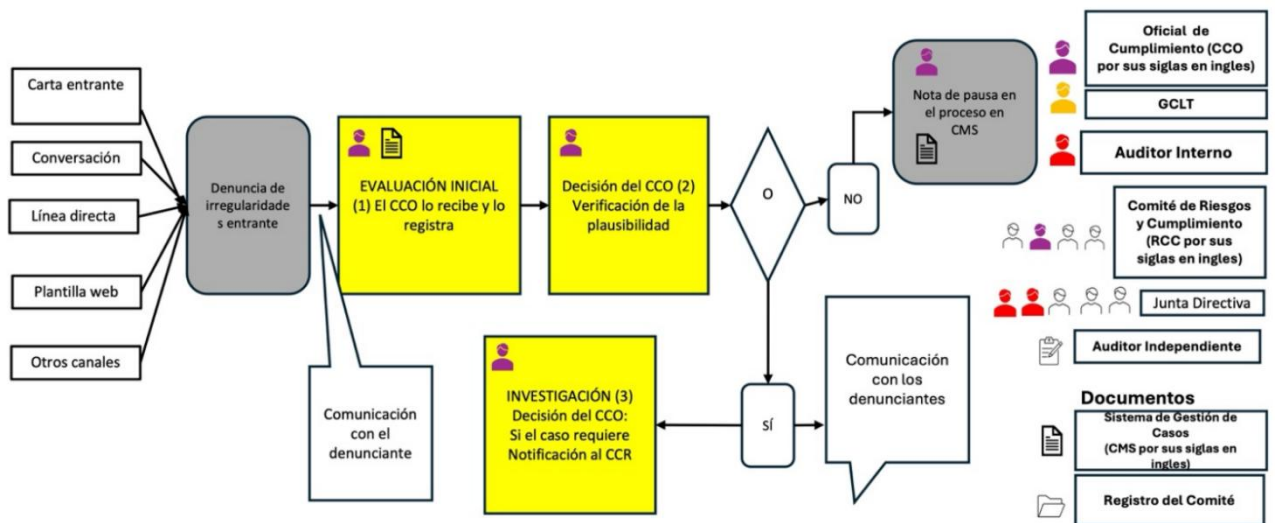 Carta entrante
Conversación
Línea directa
Plantilla web
Otros canales
Denuncia de
irregularidade
s entrante
EVALUACIÓN INICIAL
(1) El CCO lo recibe y lo
registra
Decisión del CCO (2)
Verificación de la
plausibilidad
O
NO
Nota de pausa en
el proceso en
CMS
SÍ
Comunicación
con el
denunciante
INVESTIGACIÓN (3)
Decisión del CCO:
Si el caso requiere
Notificación al CCR
Comunicación
con los
denunciantes
Oficial de
Cumplimiento (CCO
por sus siglas en ingles)
GCLT
Auditor Interno
Comité de Riesgos
y Cumplimiento
(RCC por sus
siglas en ingles)
Junta Directiva
Auditor Independiente
Documentos
Sistema de Gestión de
Casos
(CMS por sus siglas en
ingles)
Registro del Comité